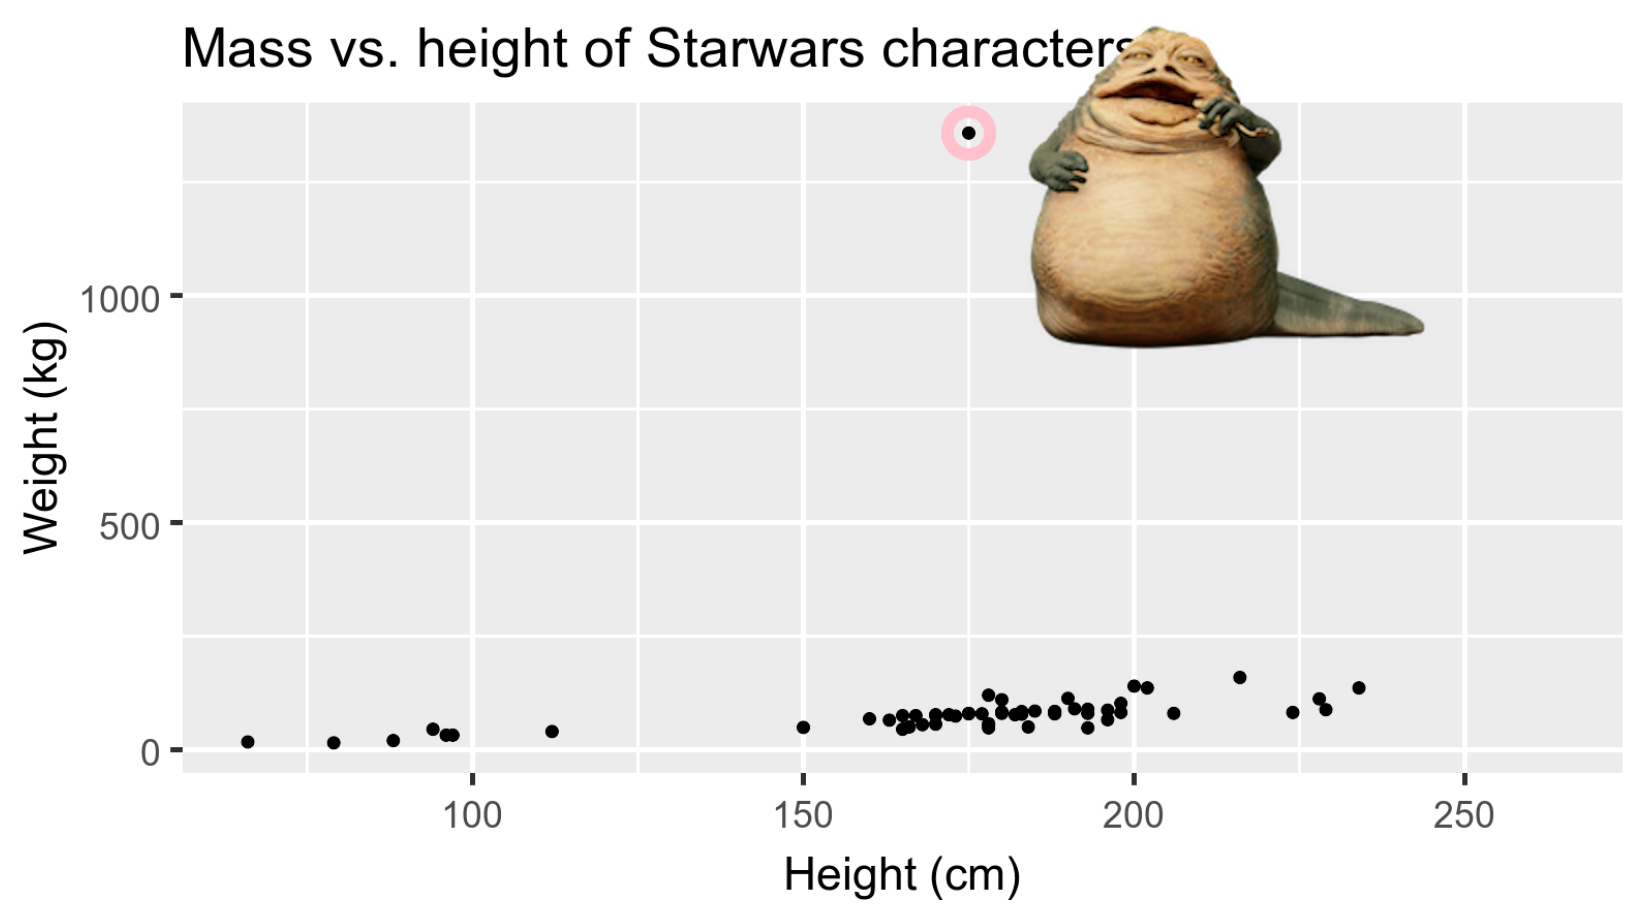 Mass vs. height of Starwars characters
1000
500
0
Weight (kg)
100 150 200 250
Height (cm)